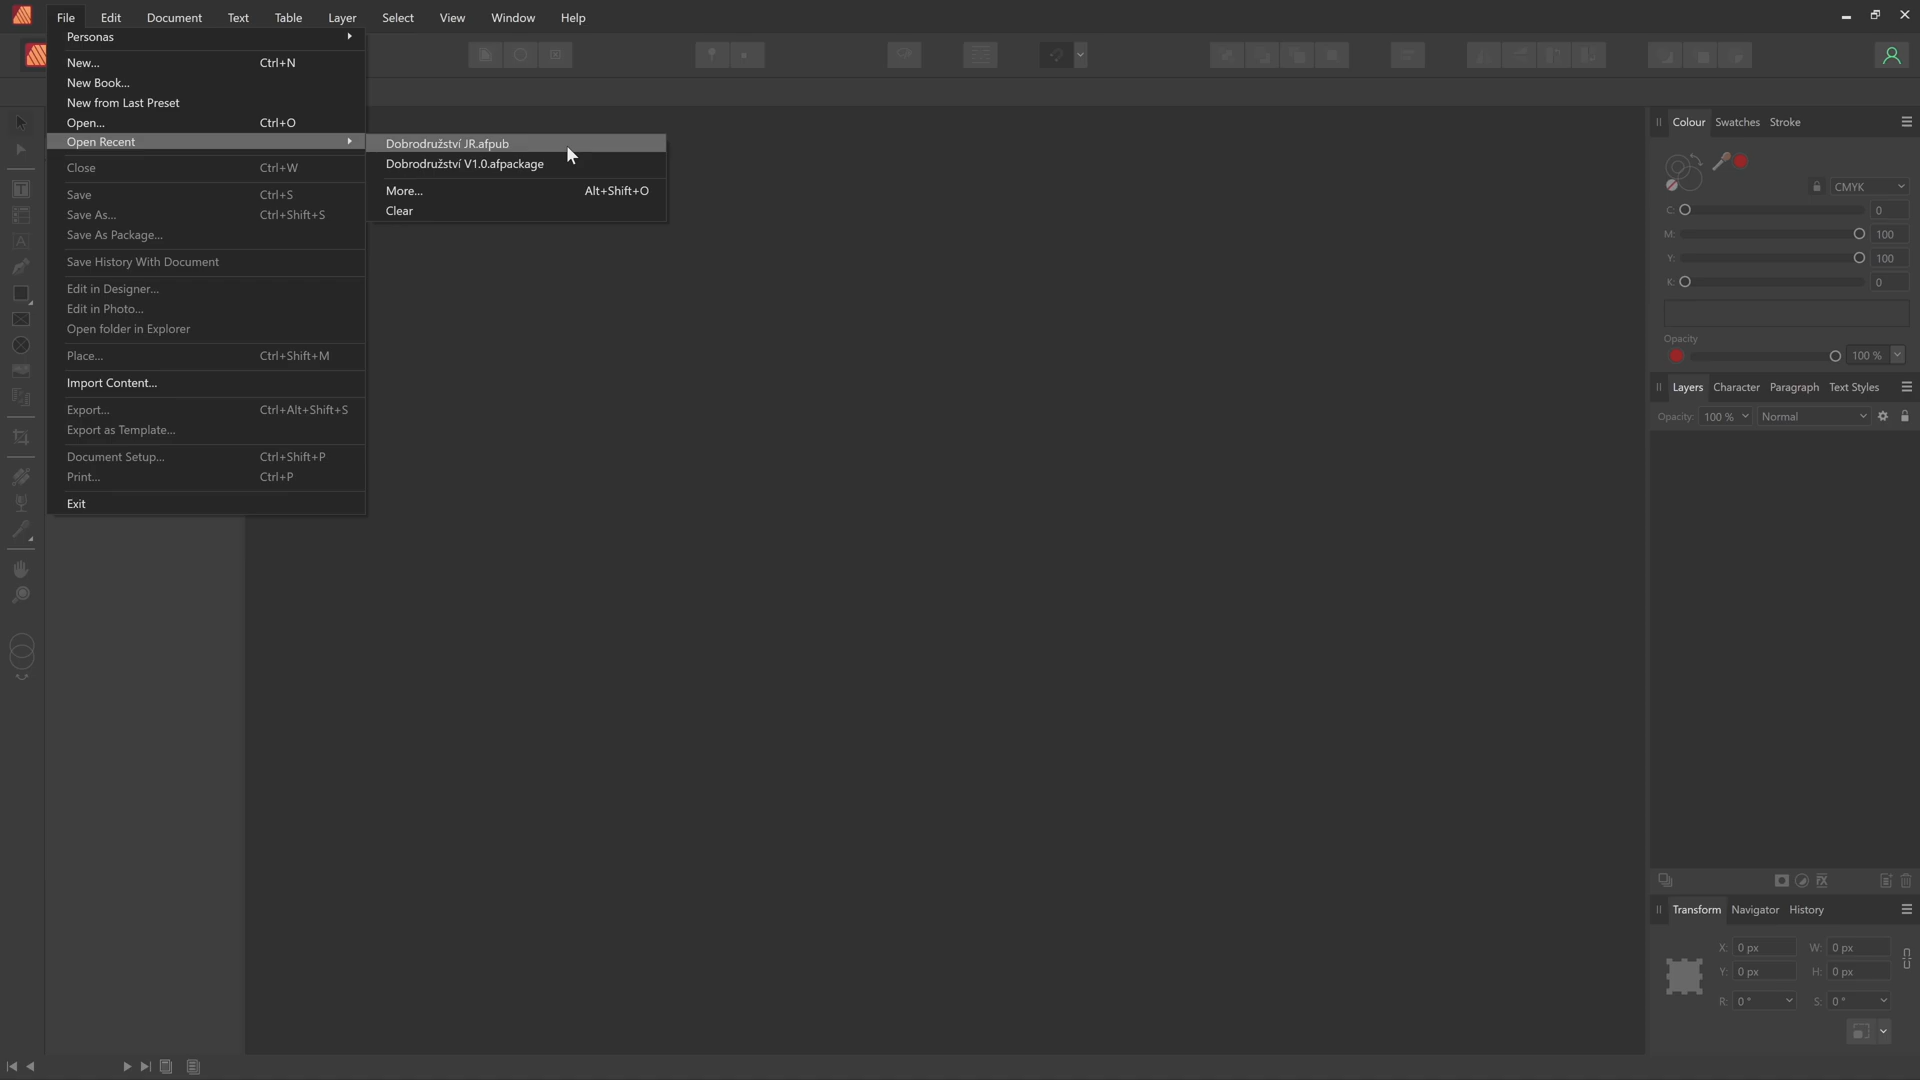 File Edit Document Text Table Layer Select View Window Help
Personas
New... Ctrl+N
New Book...
New from Last Preset
Open... Ctrl+O
Open Recent
Dobrodružství JR.afpub
Dobrodružství V1.0.afpackage
More... Alt+Shift+O
Clear
Close Ctrl+W
Save Ctrl+S
Save As... Ctrl+Shift+S
Save As Package...
Save History With Document
Edit in Designer...
Edit in Photo...
Open folder in Explorer
Place... Ctrl+Shift+M
Import Content...
Export... Ctrl+Alt+Shift+S
Export as Template...
Document Setup... Ctrl+Shift+P
Print... Ctrl+P
Exit
Colour Swatches Stroke
CMYK
C: 0
M: 100
Y: 100
K: 0
Opacity
100 %
Layers Character Paragraph Text Styles
Opacity: 100 % Normal
Transform Navigator History
X: 0 px W: 0 px
Y: 0 px H: 0 px
R: 0 ° S: 0 °